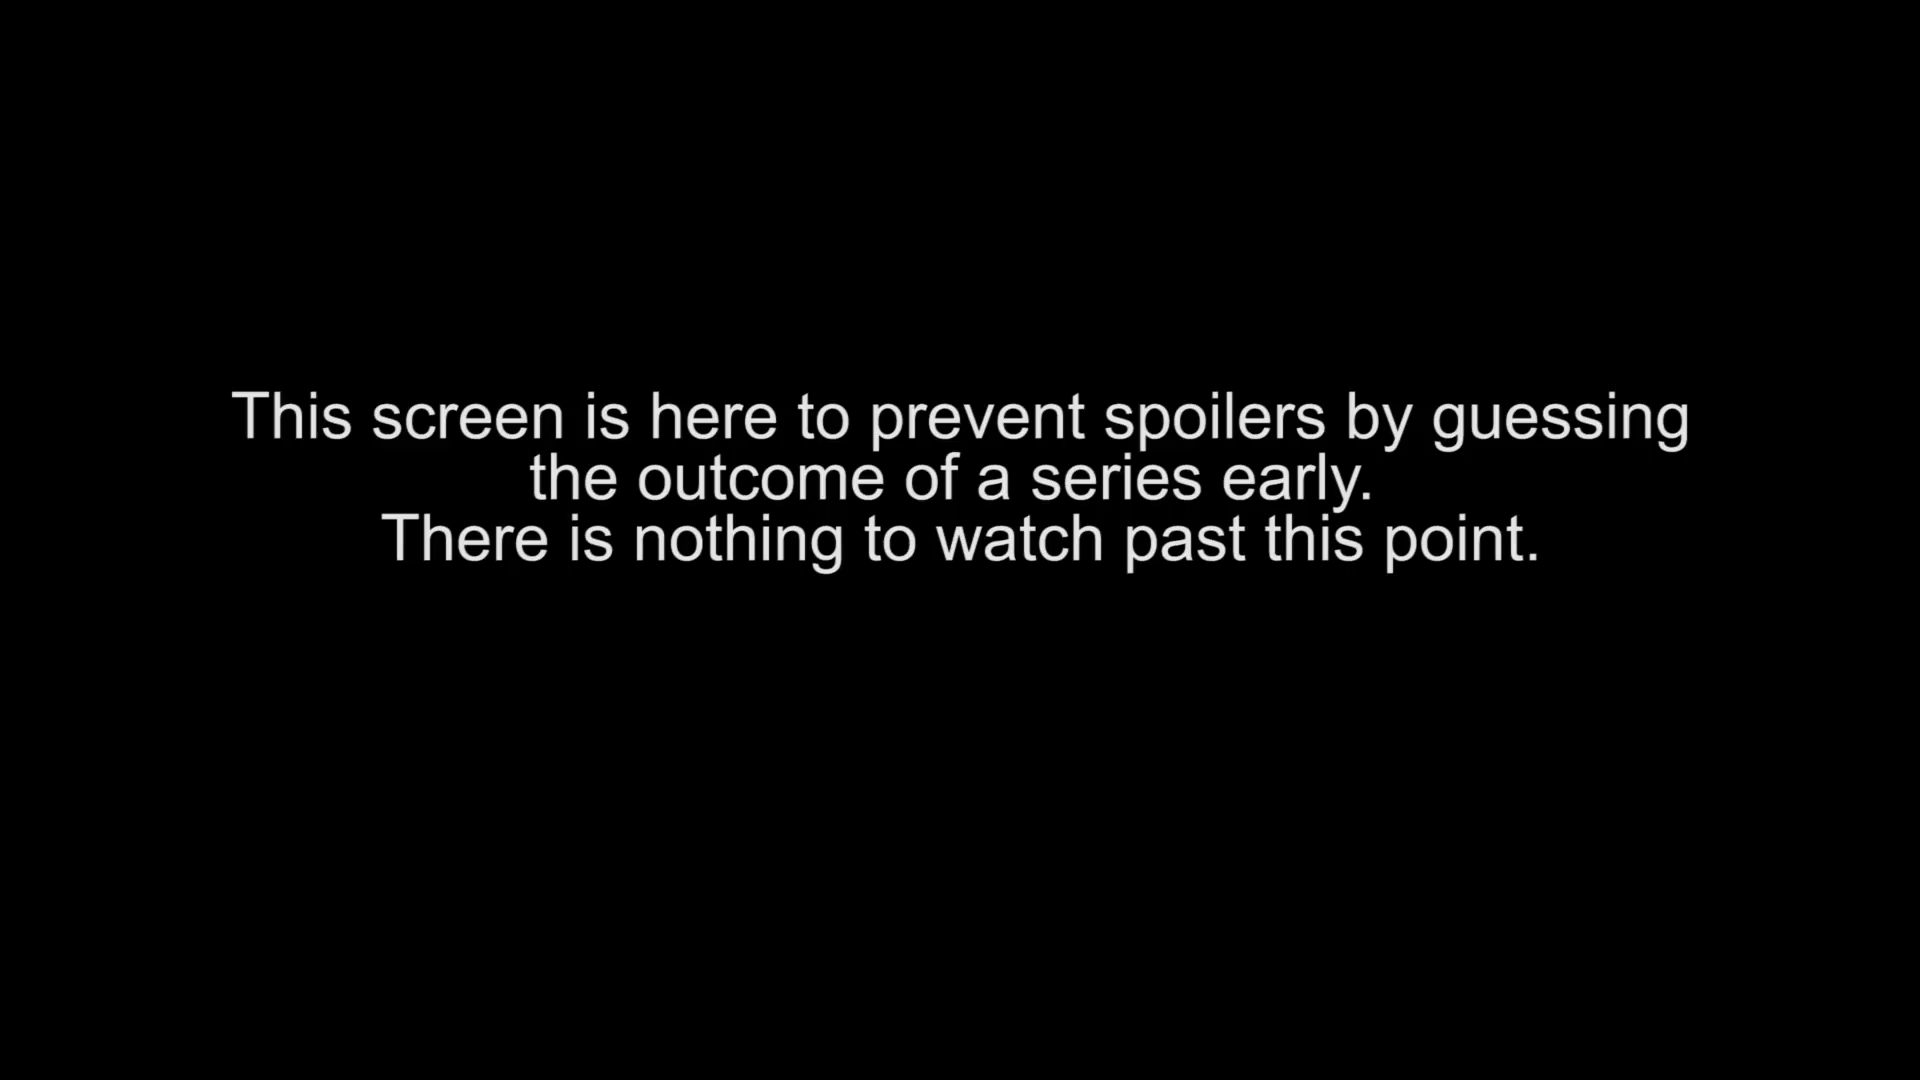 This screen is here to prevent spoilers by guessing
the outcome of a series early.
There is nothing to watch past this point.